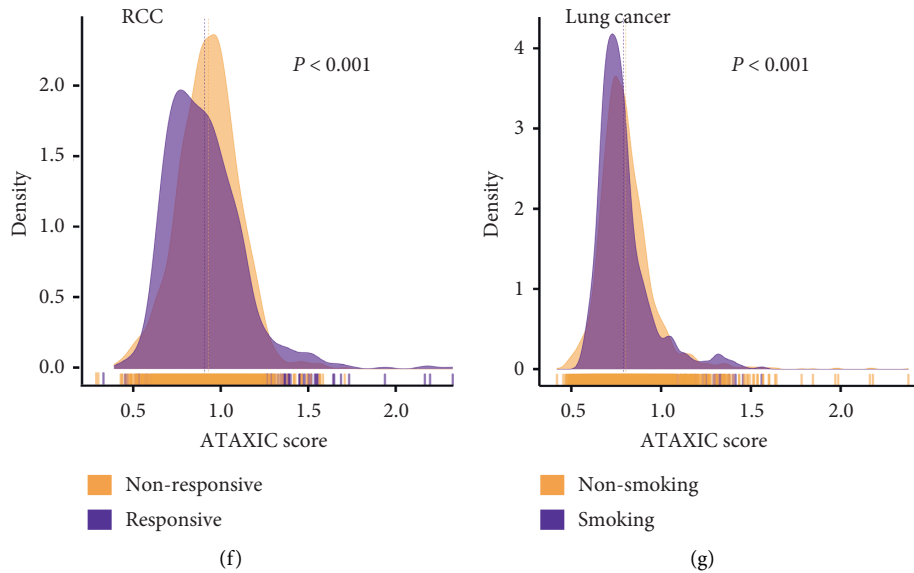 RCC
P < 0.001
Density
2.0
1.5
1.0
0.5
0.0
0.5
1.0
1.5
2.0
ATAXIC score
Non-responsive
Responsive
(f)
Lung cancer
P < 0.001
Density
4
3
2
1
0
0.5
1.0
1.5
2.0
ATAXIC score
Non-smoking
Smoking
(g)